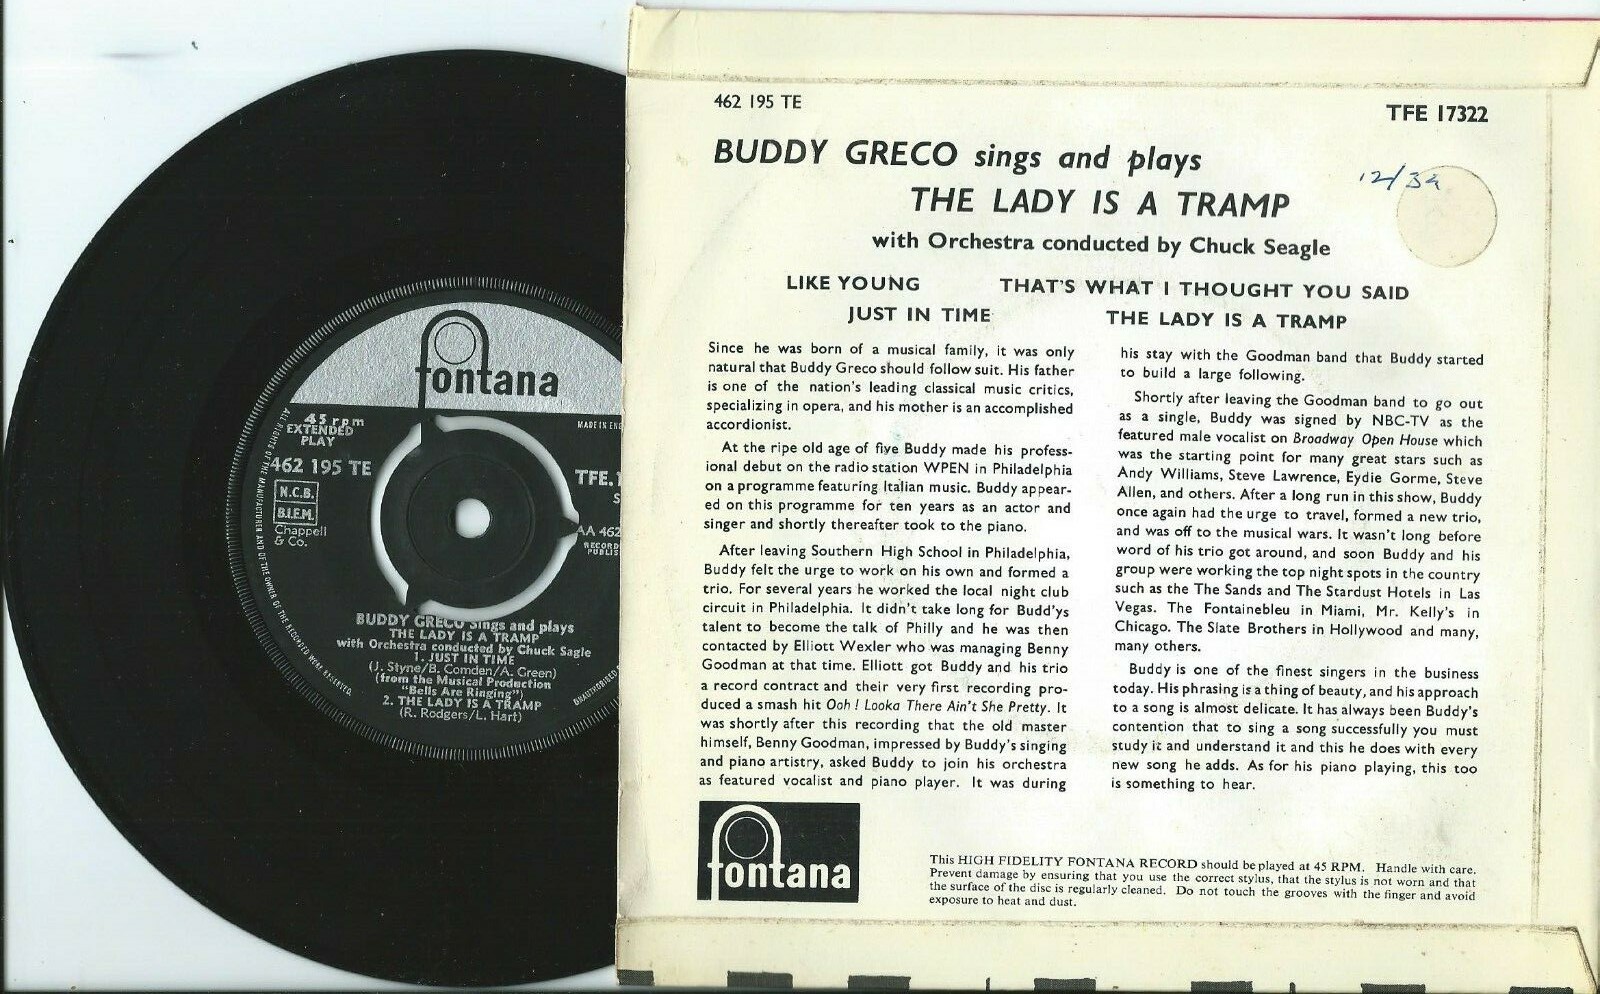 fontana
45 rpm
EXTENDED
PLAY
MADE IN
462 195 TE
TFE.
N.C.B.
B.I.E.M.
Chappell
& Co.
AA 462
RECORD
PUBLIS
BUDDY GRECO sings and plays
THE LADY IS A TRAMP
with Orchestra conducted by Chuck Sagle
1. JUST IN TIME
(J. Styne/B. Comden/A. Green)
(from the Musical Production
"Bells Are Ringing")
2. THE LADY IS A TRAMP
(R. Rodgers/L. Hart)
ALL RIGHTS OF THE MANUFACTURER AND OF THE OWNER OF THE RECORDED WORK RESERVED
UNAUTHORISED
462 195 TE
TFE 17322
12/3
BUDDY GRECO sings and plays
THE LADY IS A TRAMP
with Orchestra conducted by Chuck Seagle
LIKE YOUNG THAT'S WHAT I THOUGHT YOU SAID
JUST IN TIME THE LADY IS A TRAMP
Since he was born of a musical family, it was only
natural that Buddy Greco should follow suit. His father
is one of the nation's leading classical music critics,
specializing in opera, and his mother is an accomplished
accordionist.
At the ripe old age of five Buddy made his profess-
ional debut on the radio station WPEN in Philadelphia
on a programme featuring Italian music. Buddy appear-
ed on this programme for ten years as an actor and
singer and shortly thereafter took to the piano.
After leaving Southern High School in Philadelphia,
Buddy felt the urge to work on his own and formed a
trio. For several years he worked the local night club
circuit in Philadelphia. It didn't take long for Budd'ys
talent to become the talk of Philly and he was then
contacted by Elliott Wexler who was managing Benny
Goodman at that time. Elliott got Buddy and his trio
a record contract and their very first recording pro-
duced a smash hit Ooh ! Looka There Ain't She Pretty. It
was shortly after this recording that the old master
himself, Benny Goodman, impressed by Buddy's singing
and piano artistry, asked Buddy to join his orchestra
as featured vocalist and piano player. It was during
his stay with the Goodman band that Buddy started
to build a large following.
Shortly after leaving the Goodman band to go out
as a single, Buddy was signed by NBC-TV as the
featured male vocalist on Broadway Open House which
was the starting point for many great stars such as
Andy Williams, Steve Lawrence, Eydie Gorme, Steve
Allen, and others. After a long run in this show, Buddy
once again had the urge to travel, formed a new trio,
and was off to the musical wars. It wasn't long before
word of his trio got around, and soon Buddy and his
group were working the top night spots in the country
such as the The Sands and The Stardust Hotels in Las
Vegas. The Fontainebleu in Miami, Mr. Kelly's in
Chicago. The Slate Brothers in Hollywood and many,
many others.
Buddy is one of the finest singers in the business
today. His phrasing is a thing of beauty, and his approach
to a song is almost delicate. It has always been Buddy's
contention that to sing a song successfully you must
study it and understand it and this he does with every
new song he adds. As for his piano playing, this too
is something to hear.
fontana
This HIGH FIDELITY FONTANA RECORD should be played at 45 RPM. Handle with care.
Prevent damage by ensuring that you use the correct stylus, that the stylus is not worn and that
the surface of the disc is regularly cleaned. Do not touch the grooves with the finger and avoid
exposure to heat and dust.